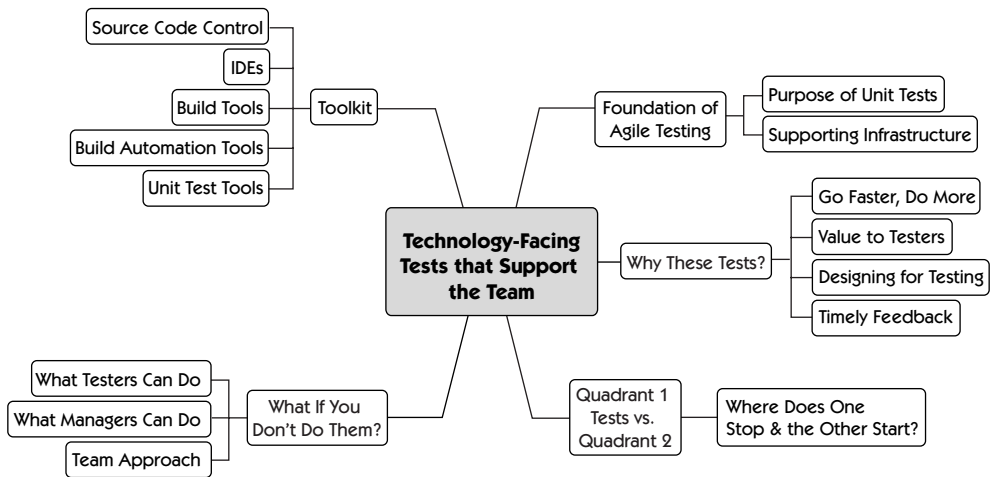 Source Code Control
IDEs
Build Tools
Build Automation Tools
Unit Test Tools
Toolkit
Foundation of
Agile Testing
Purpose of Unit Tests
Supporting Infrastructure
Technology-Facing
Tests that Support
the Team
Why These Tests?
Go Faster, Do More
Value to Testers
Designing for Testing
Timely Feedback
What Testers Can Do
What Managers Can Do
Team Approach
What If You
Don't Do Them?
Quadrant 1
Tests vs.
Quadrant 2
Where Does One
Stop & the Other Start?